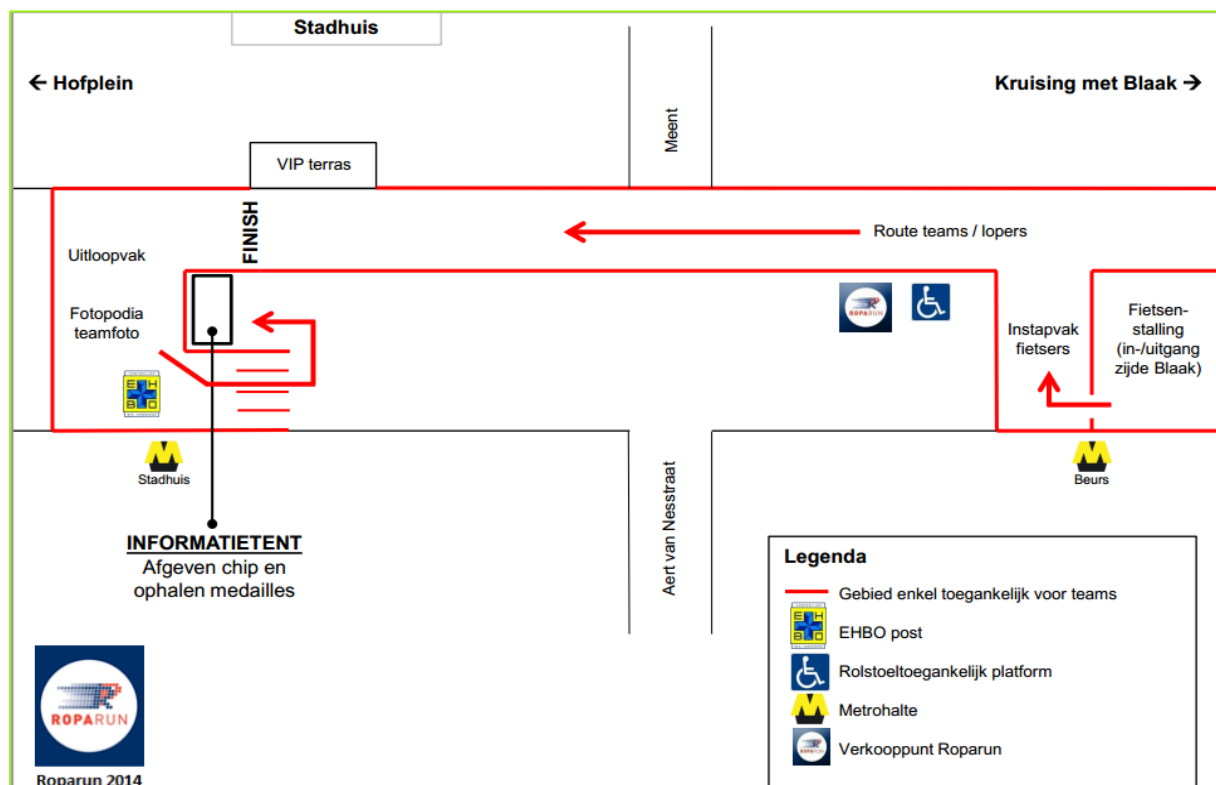 Stadhuis
← Hofplein
Kruising met Blaak →
Meent
VIP terras
FINISH
Route teams / lopers
Uitloopvak
Fotopodia
teamfoto
ROPARUN
Instapvak
fietsers
Fietsen-
stalling
(in-/uitgang
zijde Blaak)
EHBO
Stadhuis
Beurs
INFORMATIETENT
Afgeven chip en
ophalen medailles
Aert van Nesstraat
Legenda
Gebied enkel toegankelijk voor teams
EHBO
EHBO post
Rolstoeltoegankelijk platform
Metrohalte
Verkooppunt Roparun
ROPARUN
Roparun 2014